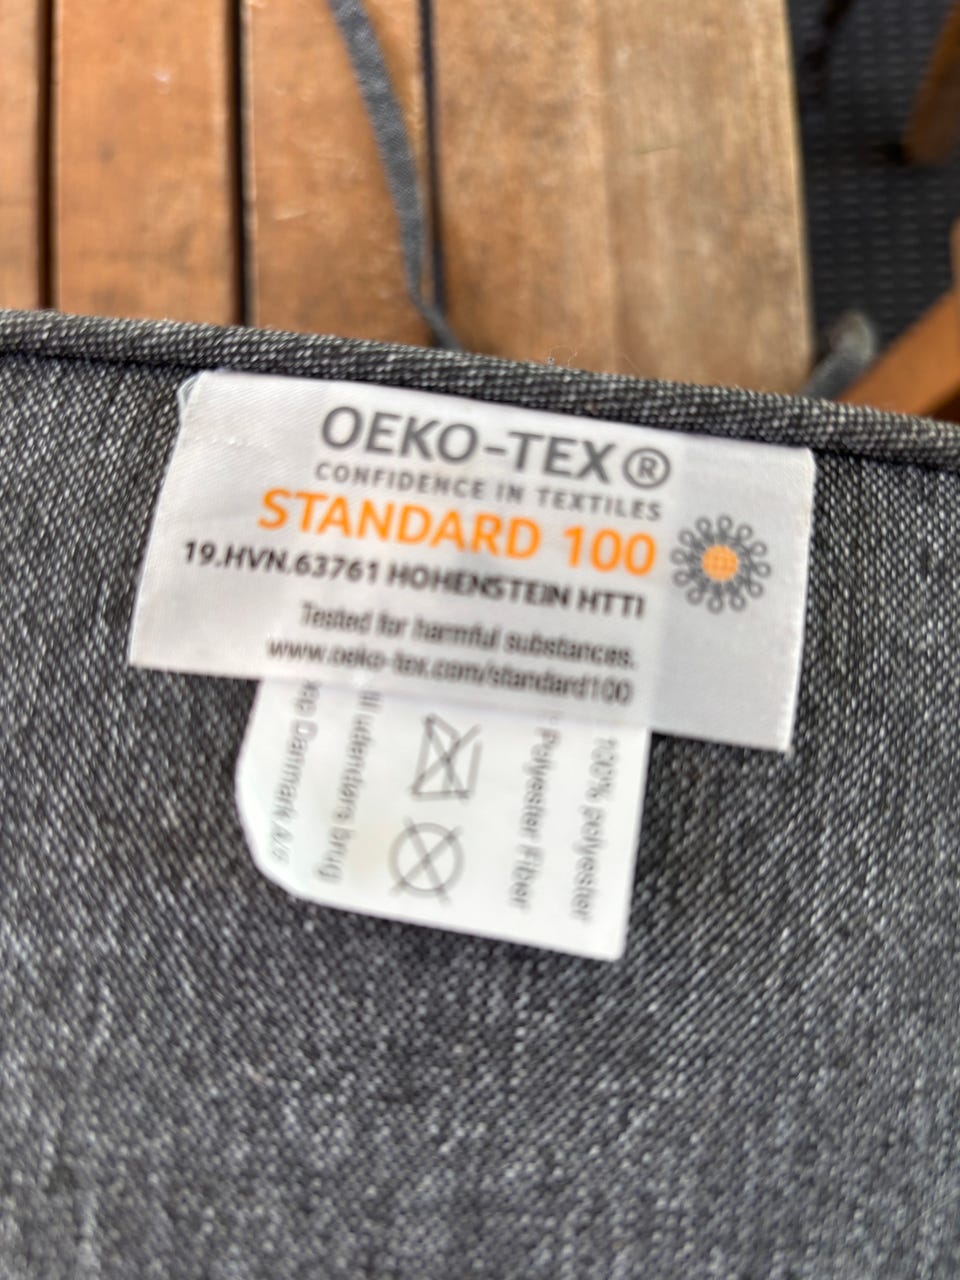 OEKO-TEX®
CONFIDENCE IN TEXTILES
STANDARD 100
19.HVN.63761 HOHENSTEIN HTTI
Tested for harmful substances.
www.oeko-tex.com/standard100
100% polyester
Polyester Fiber
udendørs brug
Danmark A/S